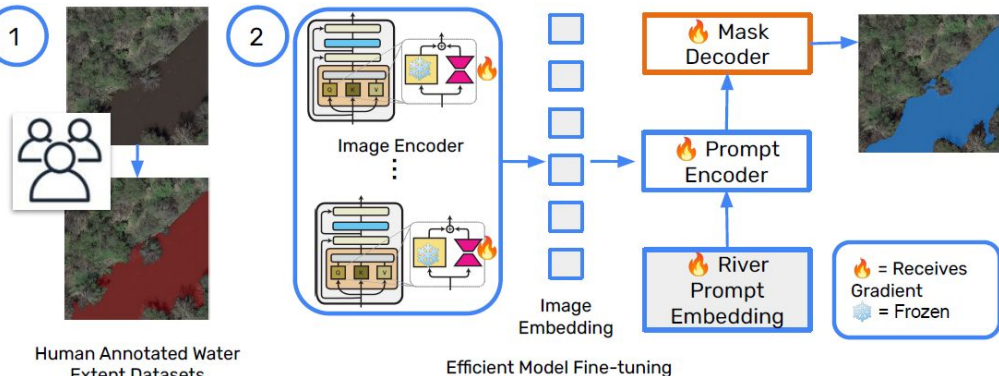 1
Human Annotated Water
Extent Datasets
2
Q K V
Image Encoder
Q K V
Image
Embedding
Mask
Decoder
Prompt
Encoder
River
Prompt
Embedding
= Receives
Gradient
= Frozen
Efficient Model Fine-tuning